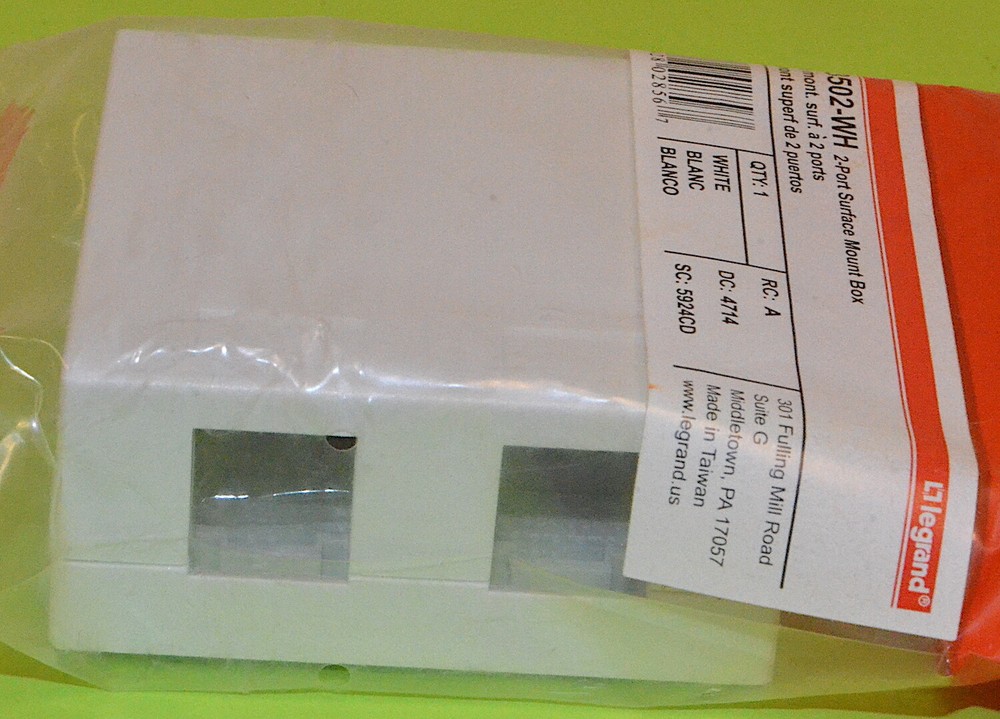 legrand®
502-WH 2-Port Surface Mount Box
mont. surf. à 2 ports
superf de 2 puertos
028567
QTY: 1
RC: A
WHITE
BLANC
BLANCO
DC: 4714
SC: 5924CD
301 Fulling Mill Road
Suite G
Middletown, PA 17057
Made in Taiwan
www.legrand.us